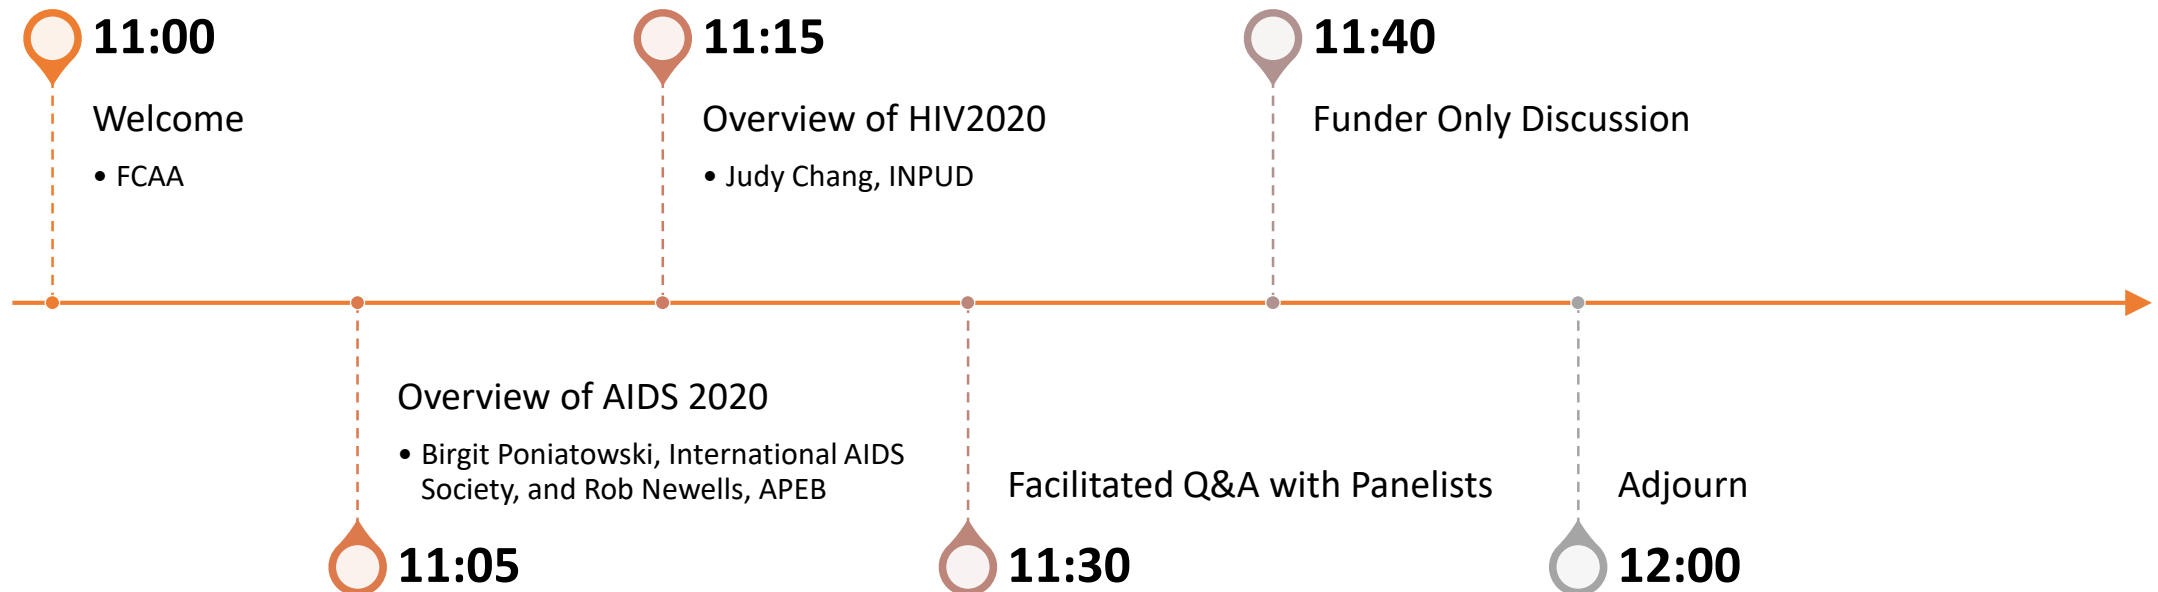 11:00
Welcome
• FCAA
11:05
Overview of AIDS 2020
• Birgit Poniatowski, International AIDS
Society, and Rob Newells, APEB
11:15
Overview of HIV2020
• Judy Chang, INPUD
11:30
Facilitated Q&A with Panelists
11:40
Funder Only Discussion
12:00
Adjourn